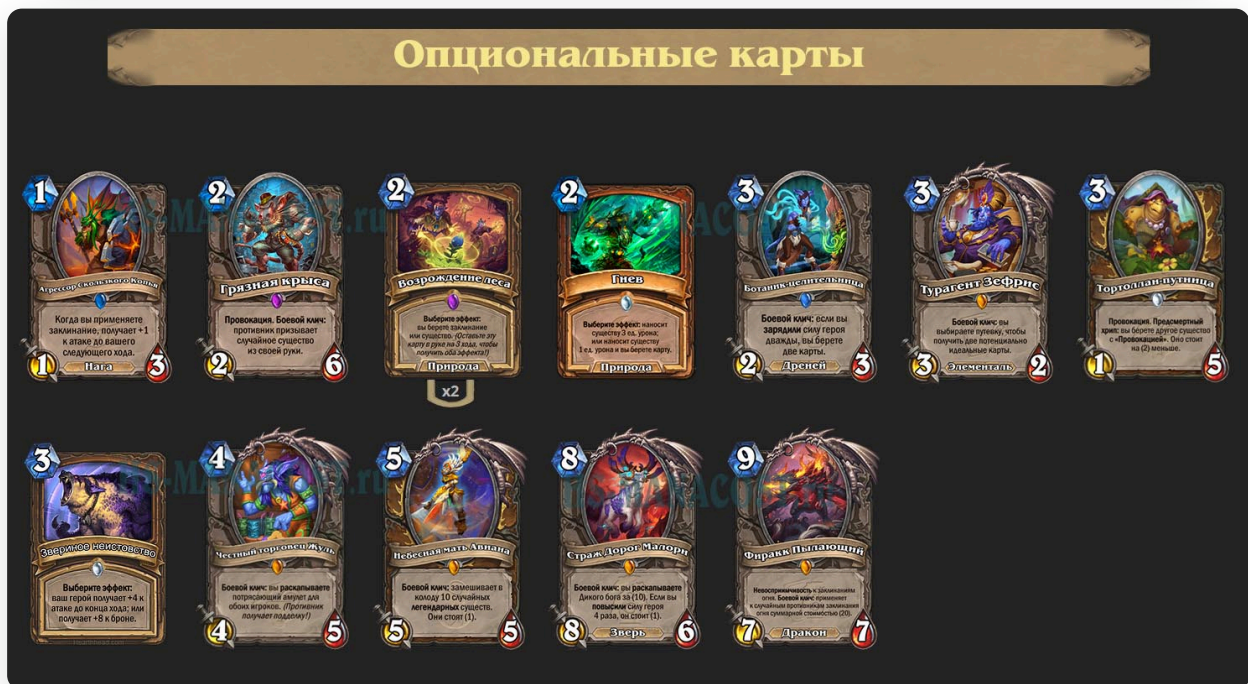 Опциональные карты
1
Агрессор Скользкого Копья
Когда вы применяете
заклинание, получает +1
к атаке до вашего
следующего хода.
1
Нага
3
2
Грязная крыса
Провокация. Боевой клич:
противник призывает
случайное существо
из своей руки.
2
6
2
Возрождение леса
Выберите эффект:
вы берете заклинание
или существо. (Оставьте эту
карту в руке на 3 хода, чтобы
получить оба эффекта!)
Природа
x2
2
Гнев
Выберите эффект: наносит
существу 3 ед. урона;
или наносит существу
1 ед. урона и вы берете карту.
Природа
3
Ботаник-целительница
Боевой клич: если вы
зарядили силу героя
дважды, вы берете
две карты.
2
Дреней
3
3
Турагент Зефрис
Боевой клич: вы
выбираете путевку, чтобы
получить две потенциально
идеальные карты.
3
Элементаль
2
3
Тортоллан-путница
Провокация. Предсмертный
хрип: вы берете другое существо
с «Провокацией». Оно стоит
на (2) меньше.
1
5
3
Звериное неистовство
Выберите эффект:
ваш герой получает +4 к
атаке до конца хода; или
получает +8 к броне.
4
Честный торговец Жуль
Боевой клич: вы раскапываете
потрясающий амулет для
обоих игроков. (Противник
получает подделку!)
4
5
5
Небесная мать Авиана
Боевой клич: замешивает в
колоду 10 случайных
легендарных существ.
Они стоят (1).
5
5
8
Страж Дорог Малорн
Боевой клич: вы раскапываете
Дикого бога за (10). Если вы
повысили силу героя
4 раза, он стоит (1).
8
Зверь
6
9
Фиракк Пылающий
Невосприимчивость к заклинаниям
огня. Боевой клич: применяет
к случайным противникам заклинания
огня суммарной стоимостью (20).
7
Дракон
7